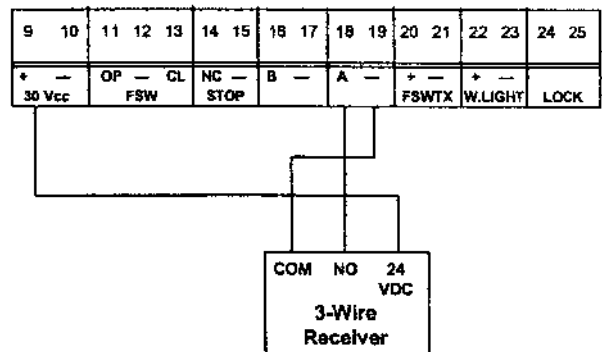 9 10 11 12 13 14 15 16 17 18 19 20 21 22 23 24 25
+ — OP — CL NC — B — A — + — + —
30 Vcc FSW STOP FSWTX W.LIGHT LOCK
COM NO 24
VDC
3-Wire
Receiver